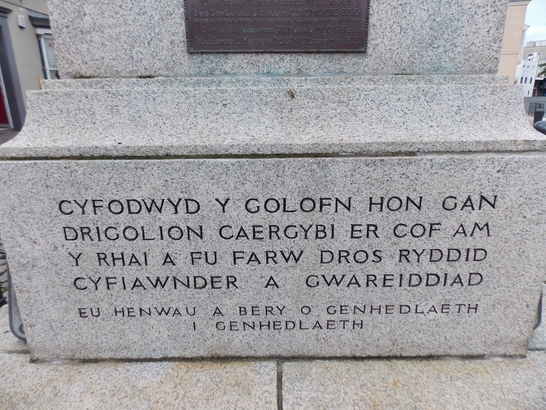 CYFODWYD Y GOLOFN HON GAN
DRIGOLION CAERGYBI ER COF AM
Y RHAI A FU FARW DROS RYDDID
CYFIAWNDER A GWAREIDDIAD
EU HENWAU A BERY O GENHEDLAETH
I GENHEDLAETH